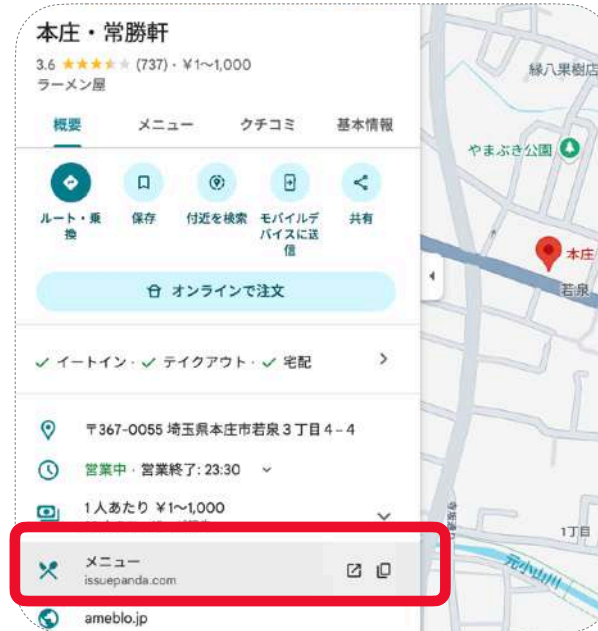 本庄・常勝軒
3.6 ★★★★★ (737)・¥1~1,000
ラーメン屋
概要 メニュー クチコミ 基本情報
ルート・乗換 保存 付近を検索 モバイルデバイスに送信 共有
オンラインで注文
イートイン・ テイクアウト・ 宅配
〒367-0055 埼玉県本庄市若泉3丁目4−4
営業中・営業終了: 23:30
1人あたり ¥1~1,000
メニュー
issuepanda.com
ameblo.jp
縁八果樹店
やまぶき公園
本庄
若泉
1丁目
元小山川